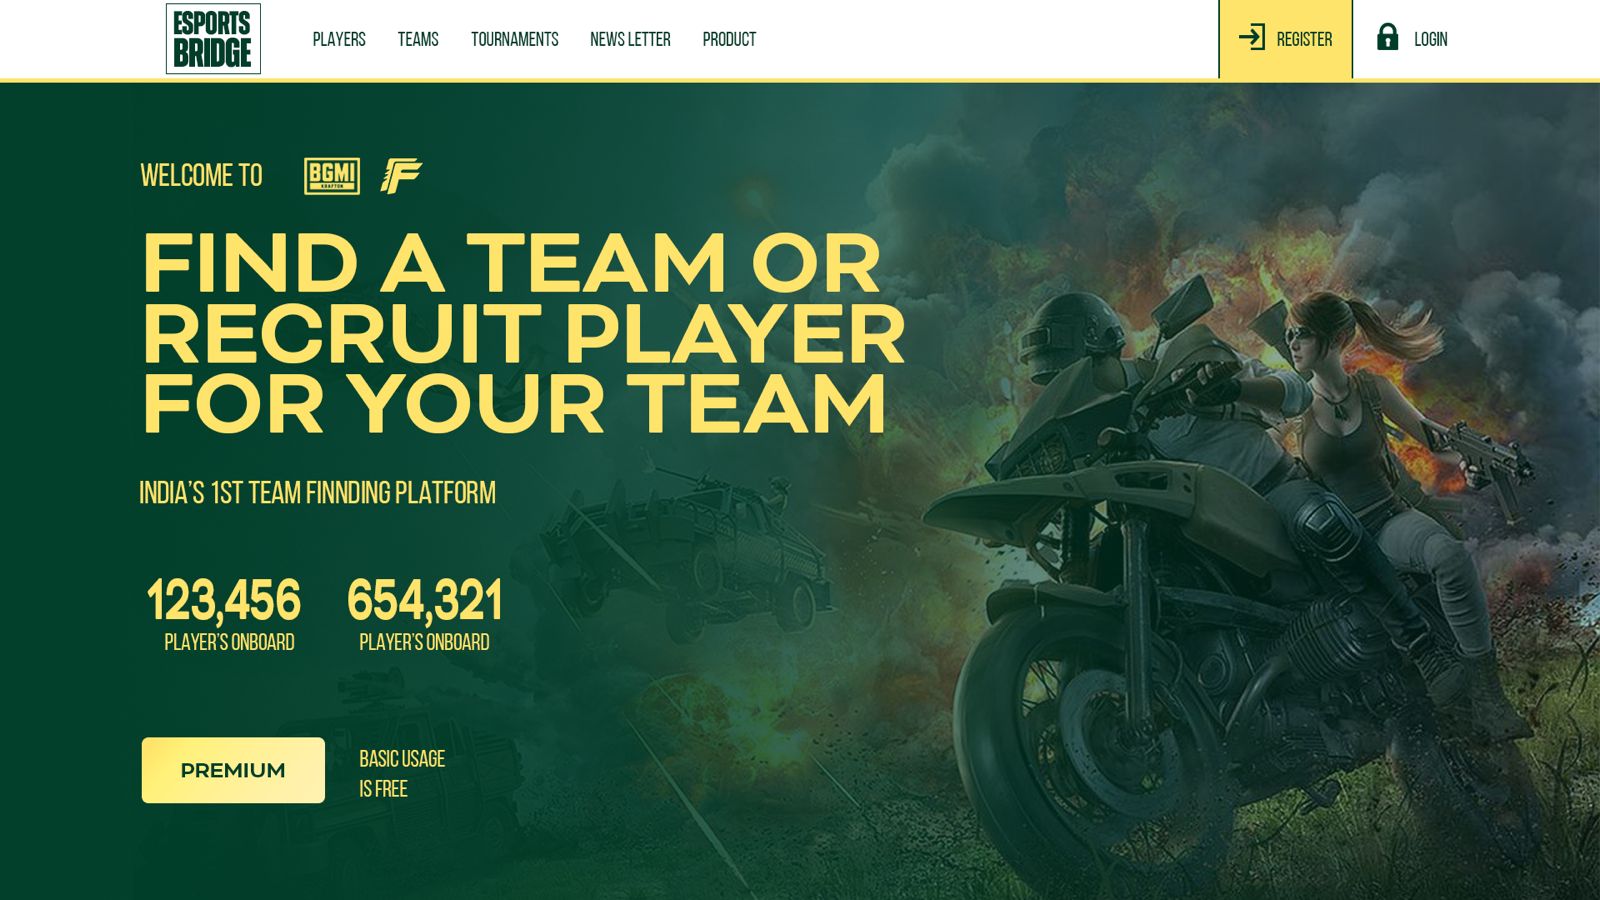 ESPORTS
BRIDGE
PLAYERS
TEAMS
TOURNAMENTS
NEWS LETTER
PRODUCT
REGISTER
LOGIN
WELCOME TO
BGMI
KRAFTON
FIND A TEAM OR
RECRUIT PLAYER
FOR YOUR TEAM
INDIA'S 1ST TEAM FINNDING PLATFORM
123,456
PLAYER'S ONBOARD
654,321
PLAYER'S ONBOARD
PREMIUM
BASIC USAGE
IS FREE